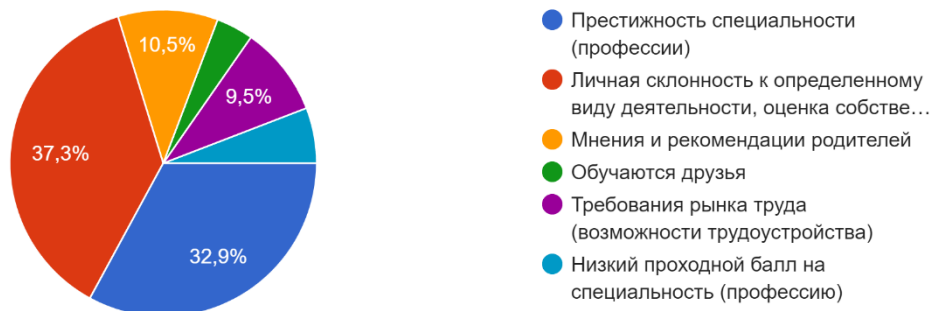 10,5%
9,5%
37,3%
32,9%
Престижность специальности
(профессии)
Личная склонность к определенному
виду деятельности, оценка собстве…
Мнения и рекомендации родителей
Обучаются друзья
Требования рынка труда
(возможности трудоустройства)
Низкий проходной балл на
специальность (профессию)